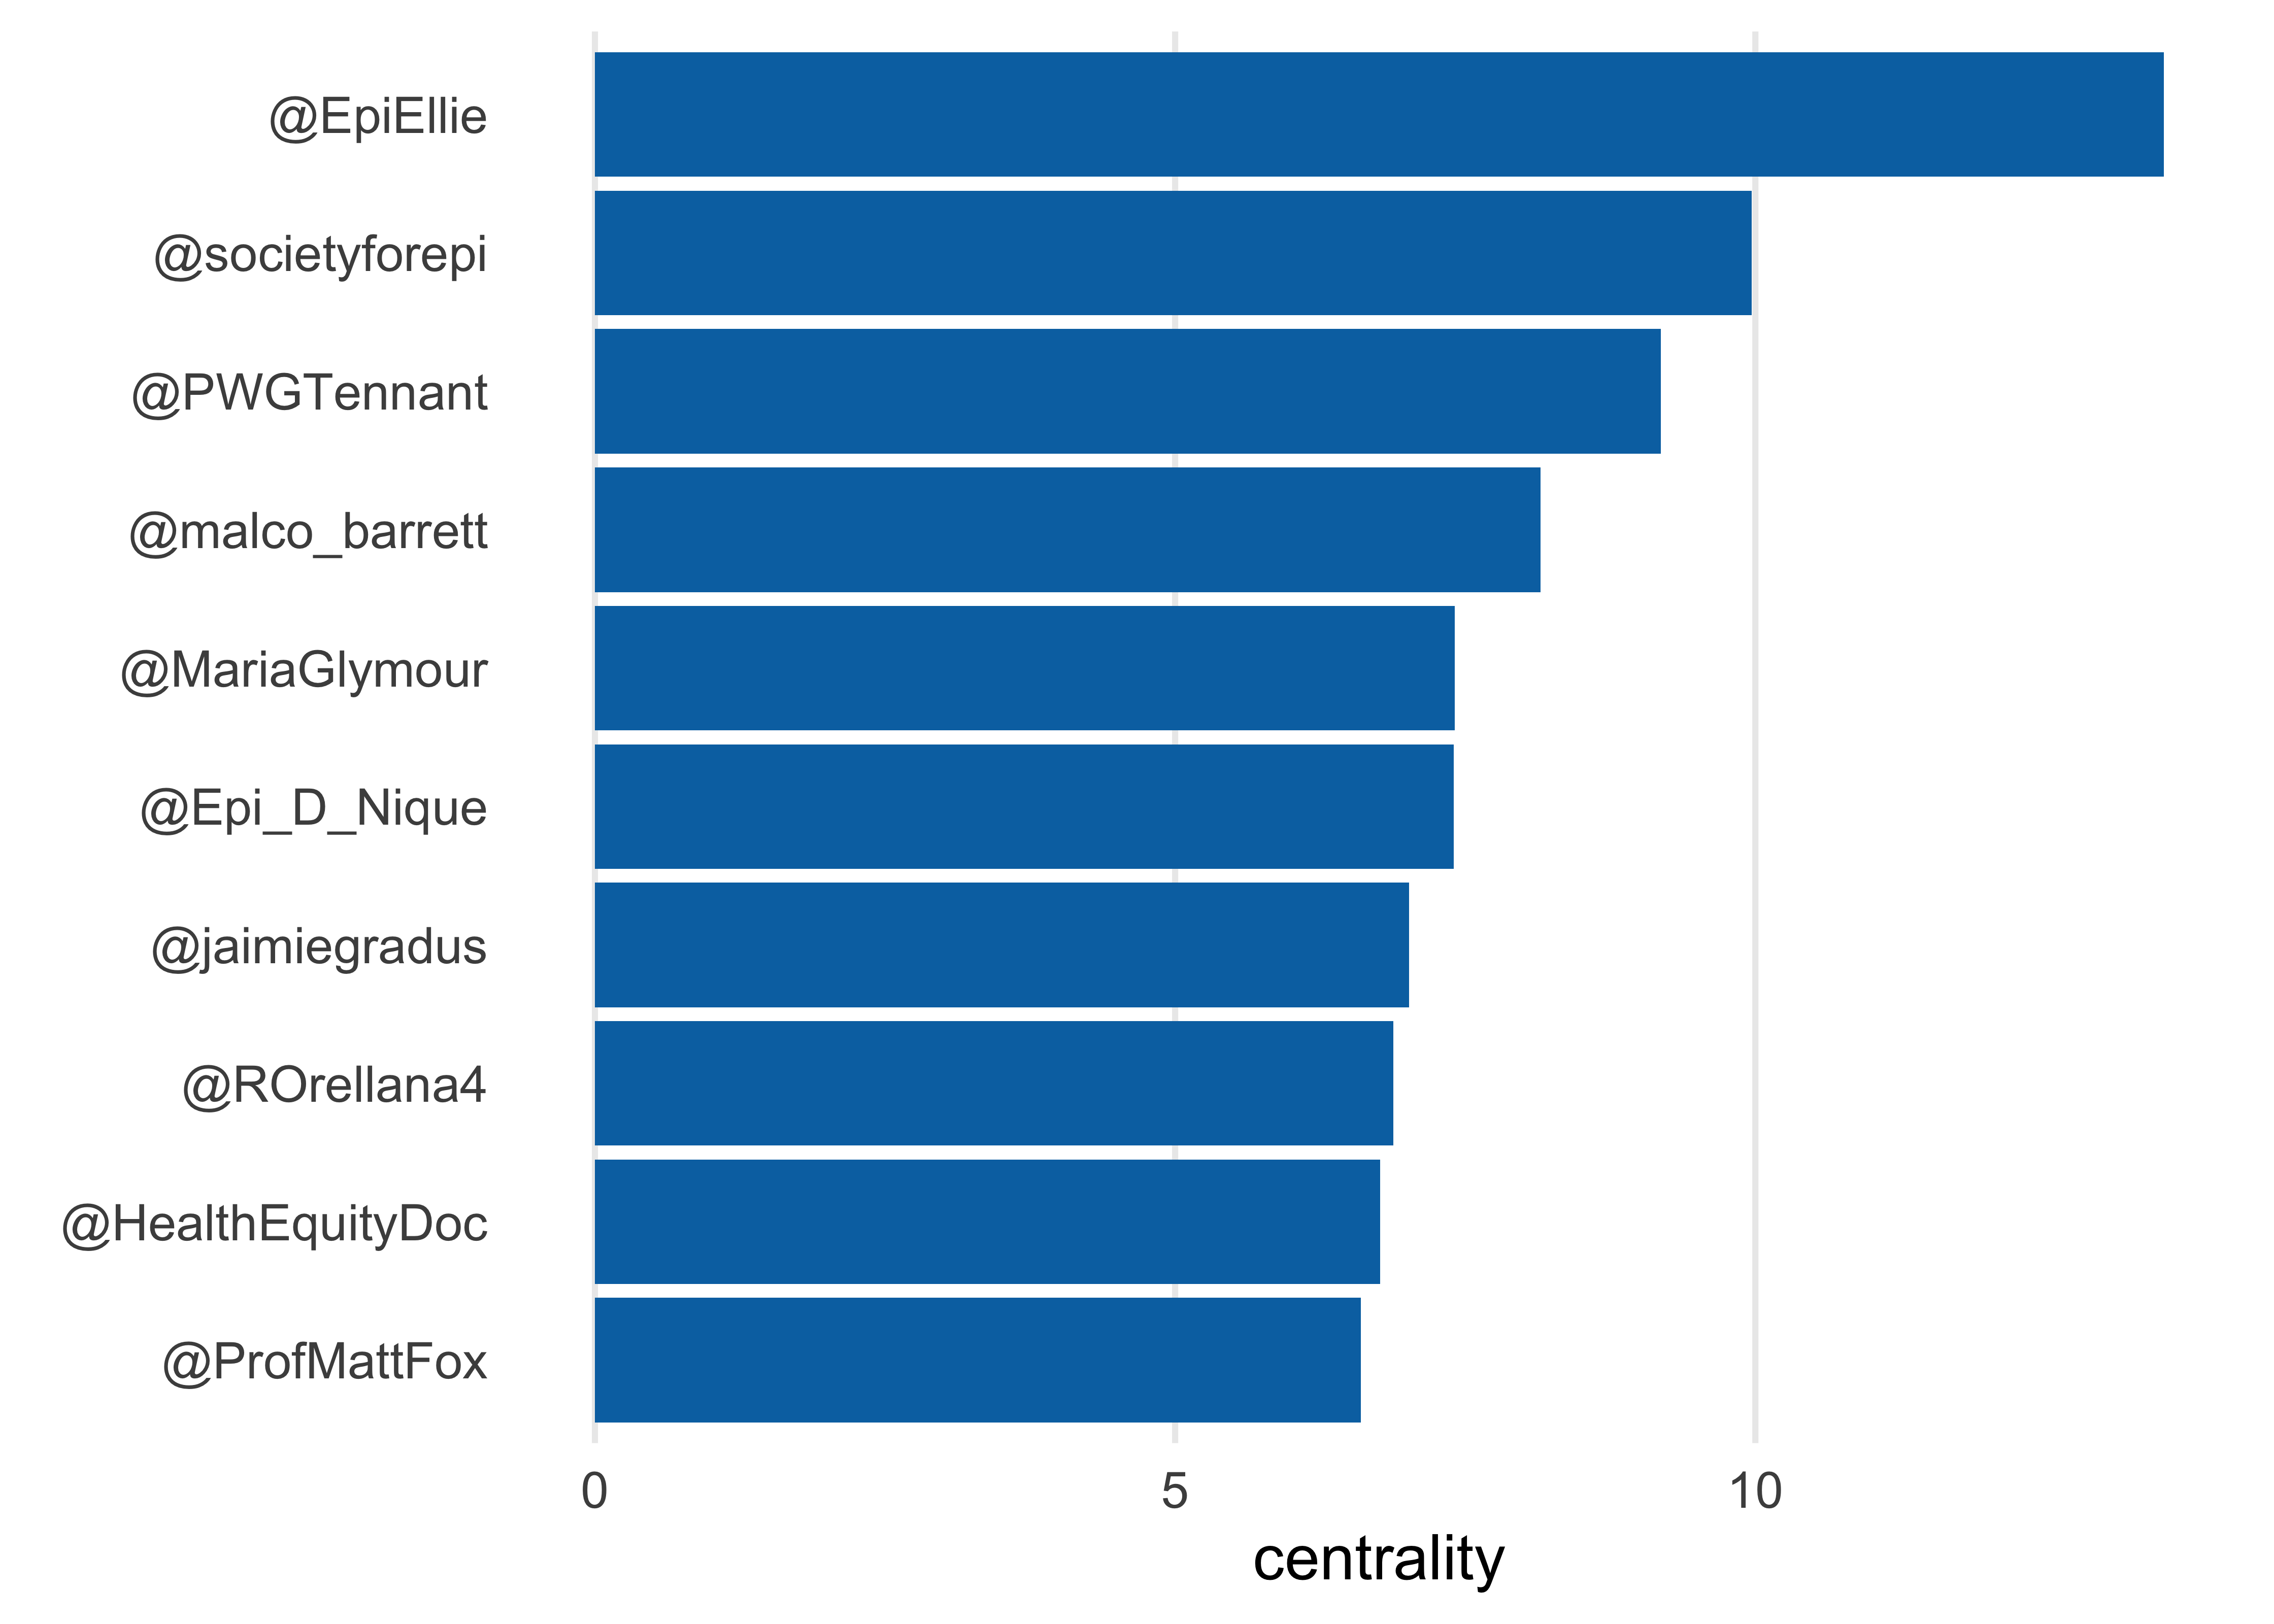 @EpiEllie
@societyforepi
@PWGTennant
@malco_barrett
@MariaGlymour
@Epi_D_Nique
@jaimiegradus
@ROrellana4
@HealthEquityDoc
@ProfMattFox
0 5 10
centrality